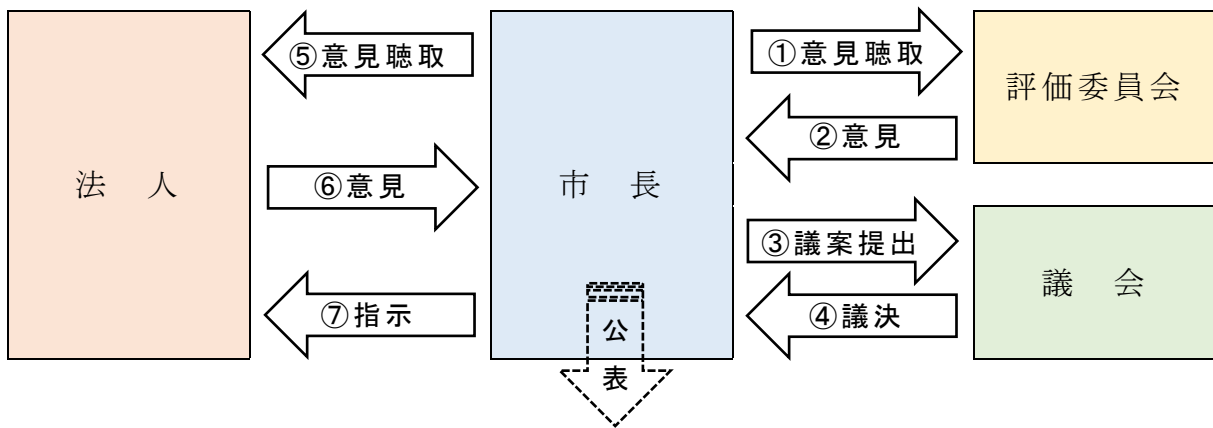 ⑤意見聴取
①意見聴取
評価委員会
②意見
法　人
⑥意見
市　長
③議案提出
議　会
⑦指示
④議決
公
表